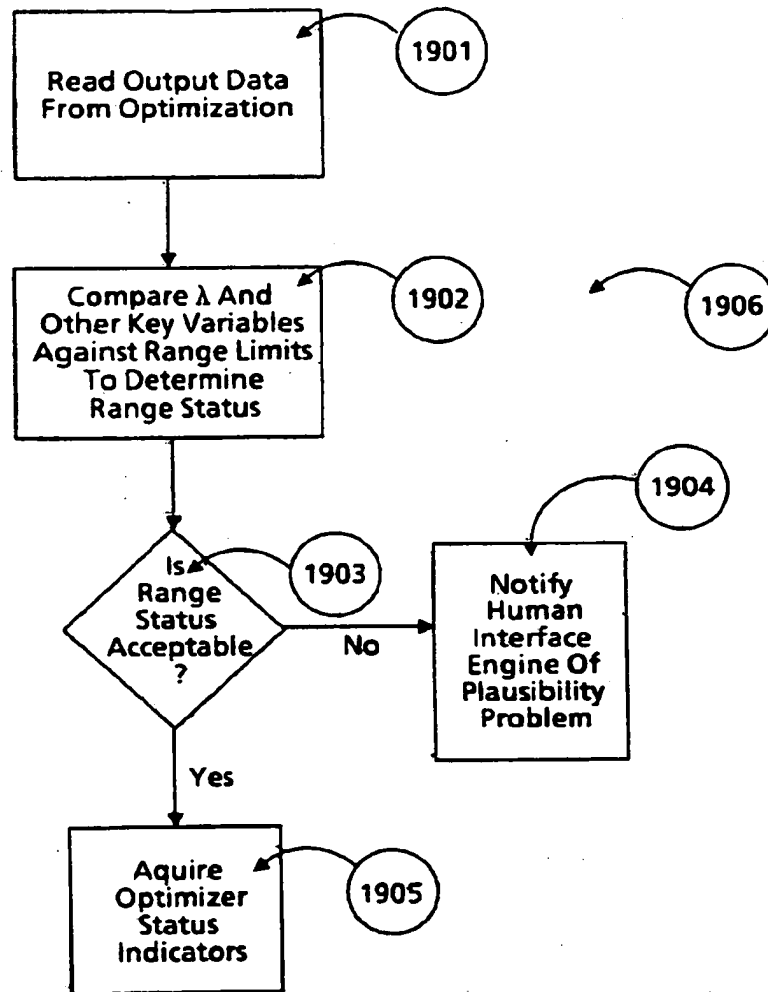 1901
Read Output Data
From Optimization
1902
Compare λ And
Other Key Variables
Against Range Limits
To Determine
Range Status
1906
1904
1903
Is
Range
Status
Acceptable
?
No
Notify
Human
Interface
Engine Of
Plausibility
Problem
Yes
1905
Aquire
Optimizer
Status
Indicators